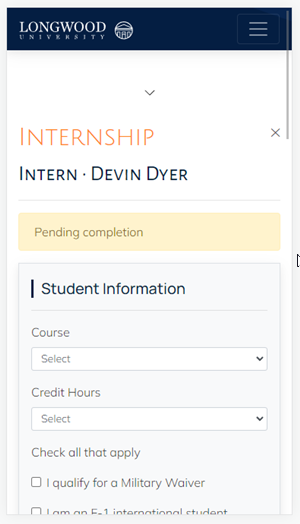 LONGWOOD
UNIVERSITY
INTERNSHIP
INTERN · DEVIN DYER
Pending completion
Student Information
Course
Select
Credit Hours
Select
Check all that apply
I qualify for a Military Waiver
I am an F-1 international student